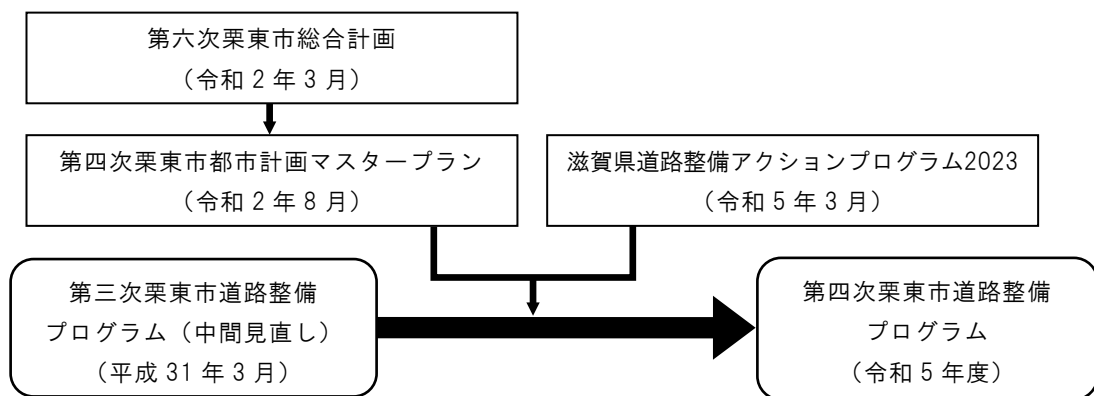 第六次栗東市総合計画
（令和２年３月）
第四次栗東市都市計画マスタープラン
（令和２年８月）
滋賀県道路整備アクションプログラム2023
（令和５年３月）
第三次栗東市道路整備
プログラム（中間見直し）
（平成31年３月）
第四次栗東市道路整備
プログラム
（令和５年度）